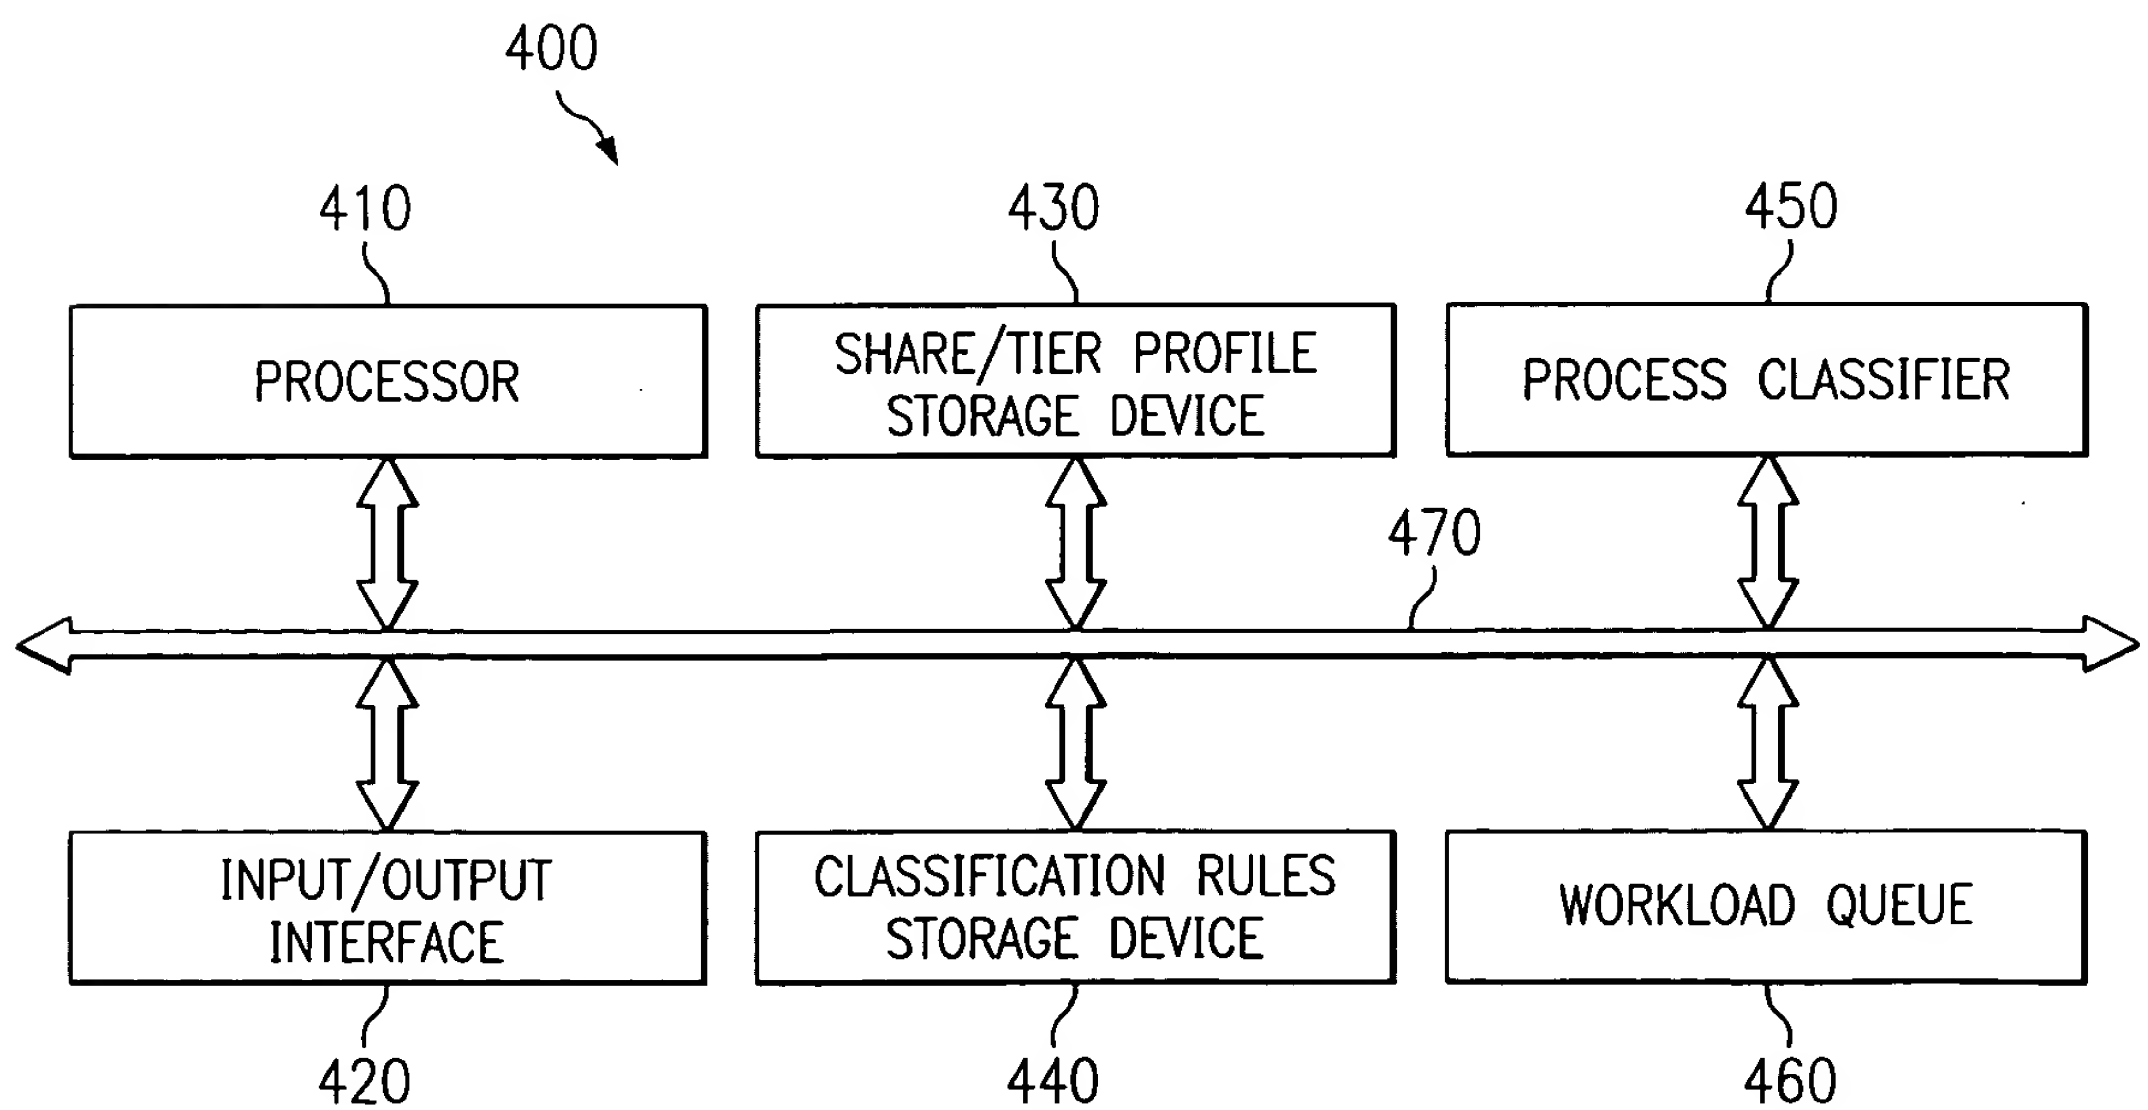 400
410
430
450
PROCESSOR
SHARE/TIER PROFILE
STORAGE DEVICE
PROCESS CLASSIFIER
470
INPUT/OUTPUT
INTERFACE
CLASSIFICATION RULES
STORAGE DEVICE
WORKLOAD QUEUE
420
440
460